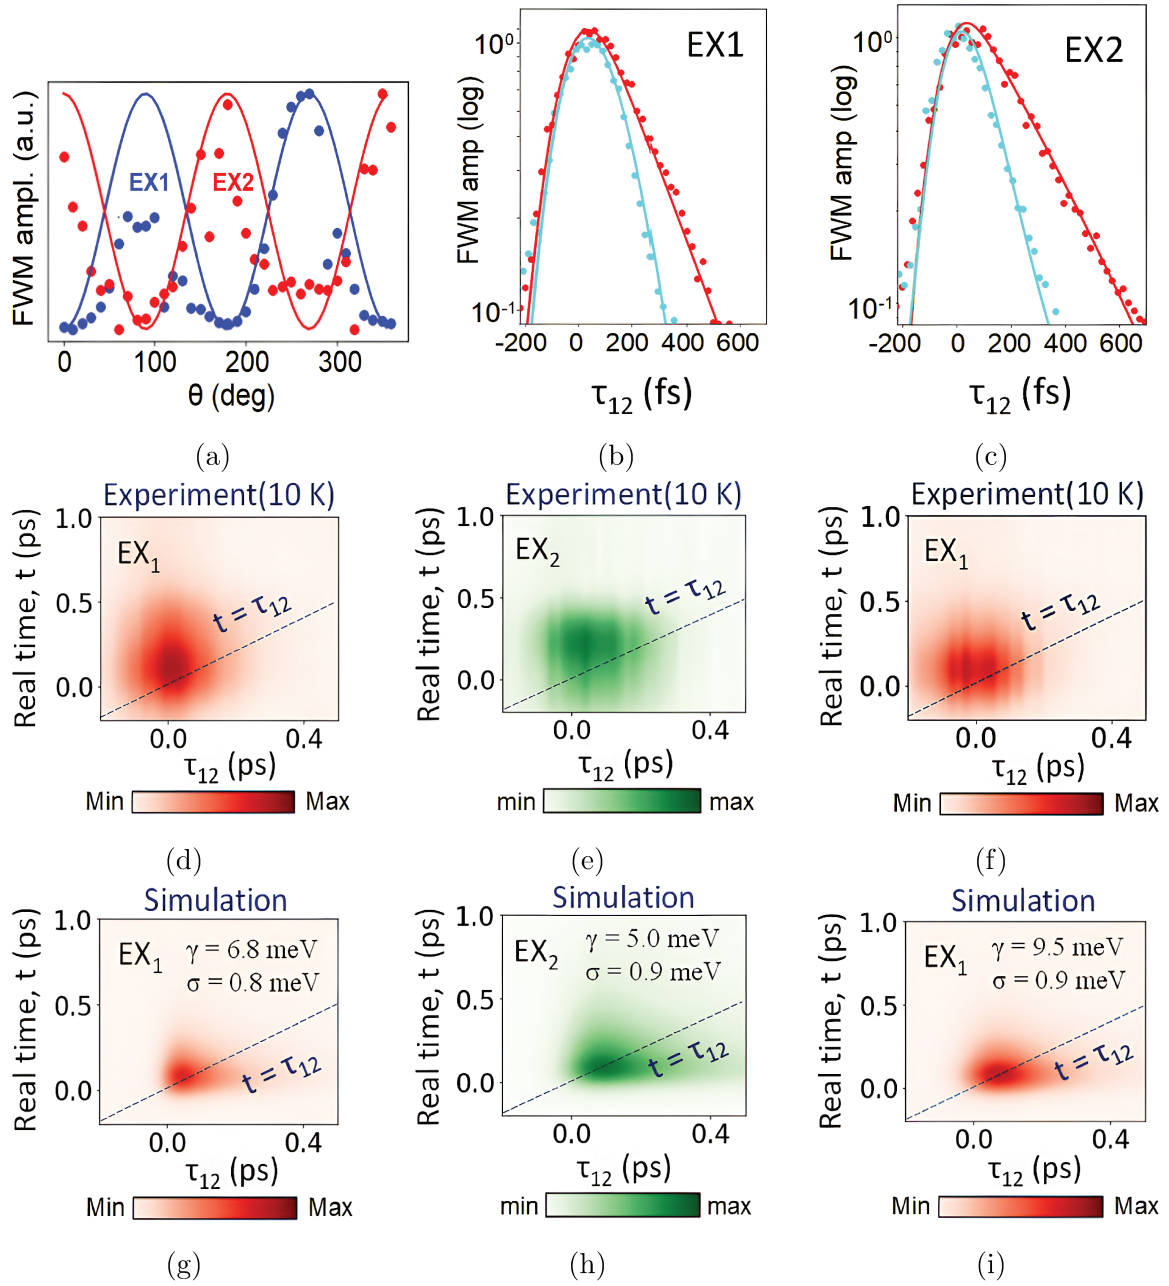 FWM ampl. (a.u.)
EX1
EX2
0
100
200
300
θ (deg)
(a)
FWM amp (log)
10⁰
10⁻¹
EX1
-200
0
200
400
600
τ₁₂ (fs)
(b)
FWM amp (log)
10⁰
10⁻¹
EX2
-200
0
200
400
600
τ₁₂ (fs)
(c)
Experiment(10 K)
Real time, t (ps)
1.0
0.5
0.0
EX₁
t = τ₁₂
0.0
0.4
τ₁₂ (ps)
Min
Max
(d)
Experiment(10 K)
Real time, t (ps)
1.0
0.5
0.0
EX₂
t = τ₁₂
0.0
0.4
τ₁₂ (ps)
min
max
(e)
Experiment(10 K)
Real time, t (ps)
1.0
0.5
0.0
EX₁
t = τ₁₂
0.0
0.4
τ₁₂ (ps)
Min
Max
(f)
Simulation
Real time, t (ps)
1.0
0.5
0.0
EX₁
γ = 6.8 meV
σ = 0.8 meV
t = τ₁₂
0.0
0.4
τ₁₂ (ps)
Min
Max
(g)
Simulation
Real time, t (ps)
1.0
0.5
0.0
EX₂
γ = 5.0 meV
σ = 0.9 meV
t = τ₁₂
0.0
0.4
τ₁₂ (ps)
min
max
(h)
Simulation
Real time, t (ps)
1.0
0.5
0.0
EX₁
γ = 9.5 meV
σ = 0.9 meV
t = τ₁₂
0.0
0.4
τ₁₂ (ps)
Min
Max
(i)